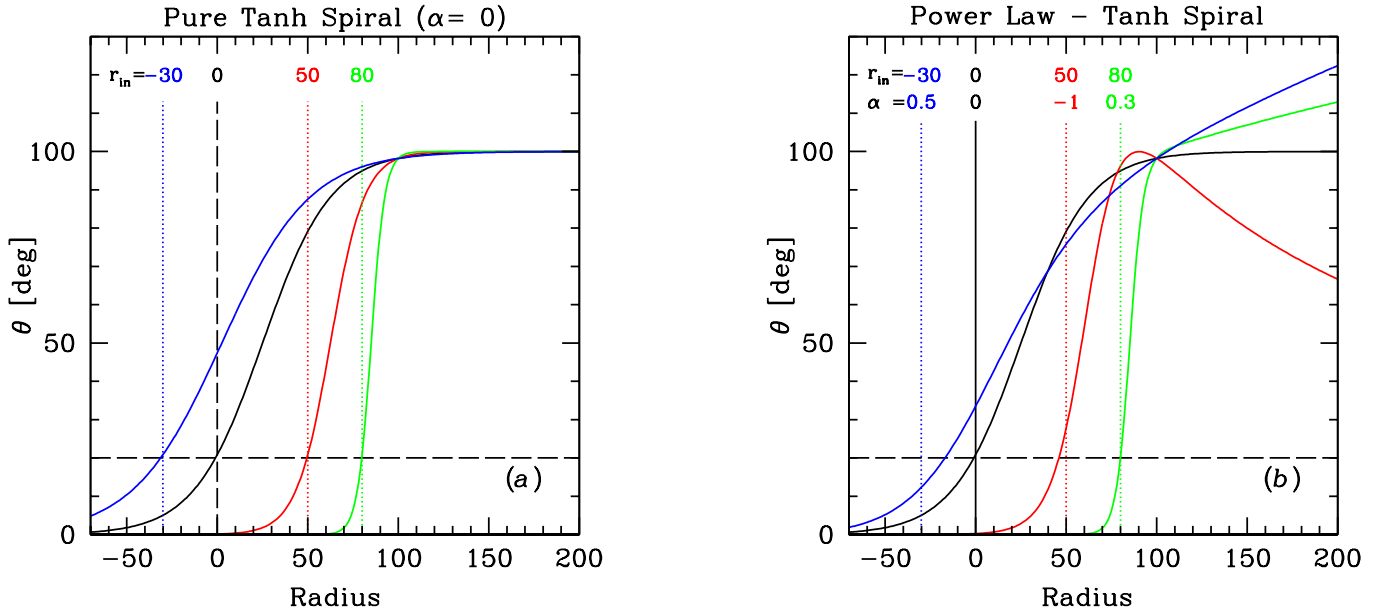 Pure Tanh Spiral (α= 0)
r_in=-30 0 50 80
100
50
0
θ [deg]
(a)
-50 0 50 100 150 200
Radius
Power Law - Tanh Spiral
r_in=-30 0 50 80
α =0.5 0 -1 0.3
100
50
0
θ [deg]
(b)
-50 0 50 100 150 200
Radius